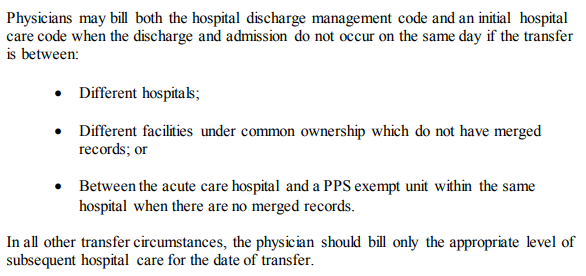 Physicians may bill both the hospital discharge management code and an initial hospital
care code when the discharge and admission do not occur on the same day if the transfer
is between:
• Different hospitals;
• Different facilities under common ownership which do not have merged
records; or
• Between the acute care hospital and a PPS exempt unit within the same
hospital when there are no merged records.
In all other transfer circumstances, the physician should bill only the appropriate level of
subsequent hospital care for the date of transfer.